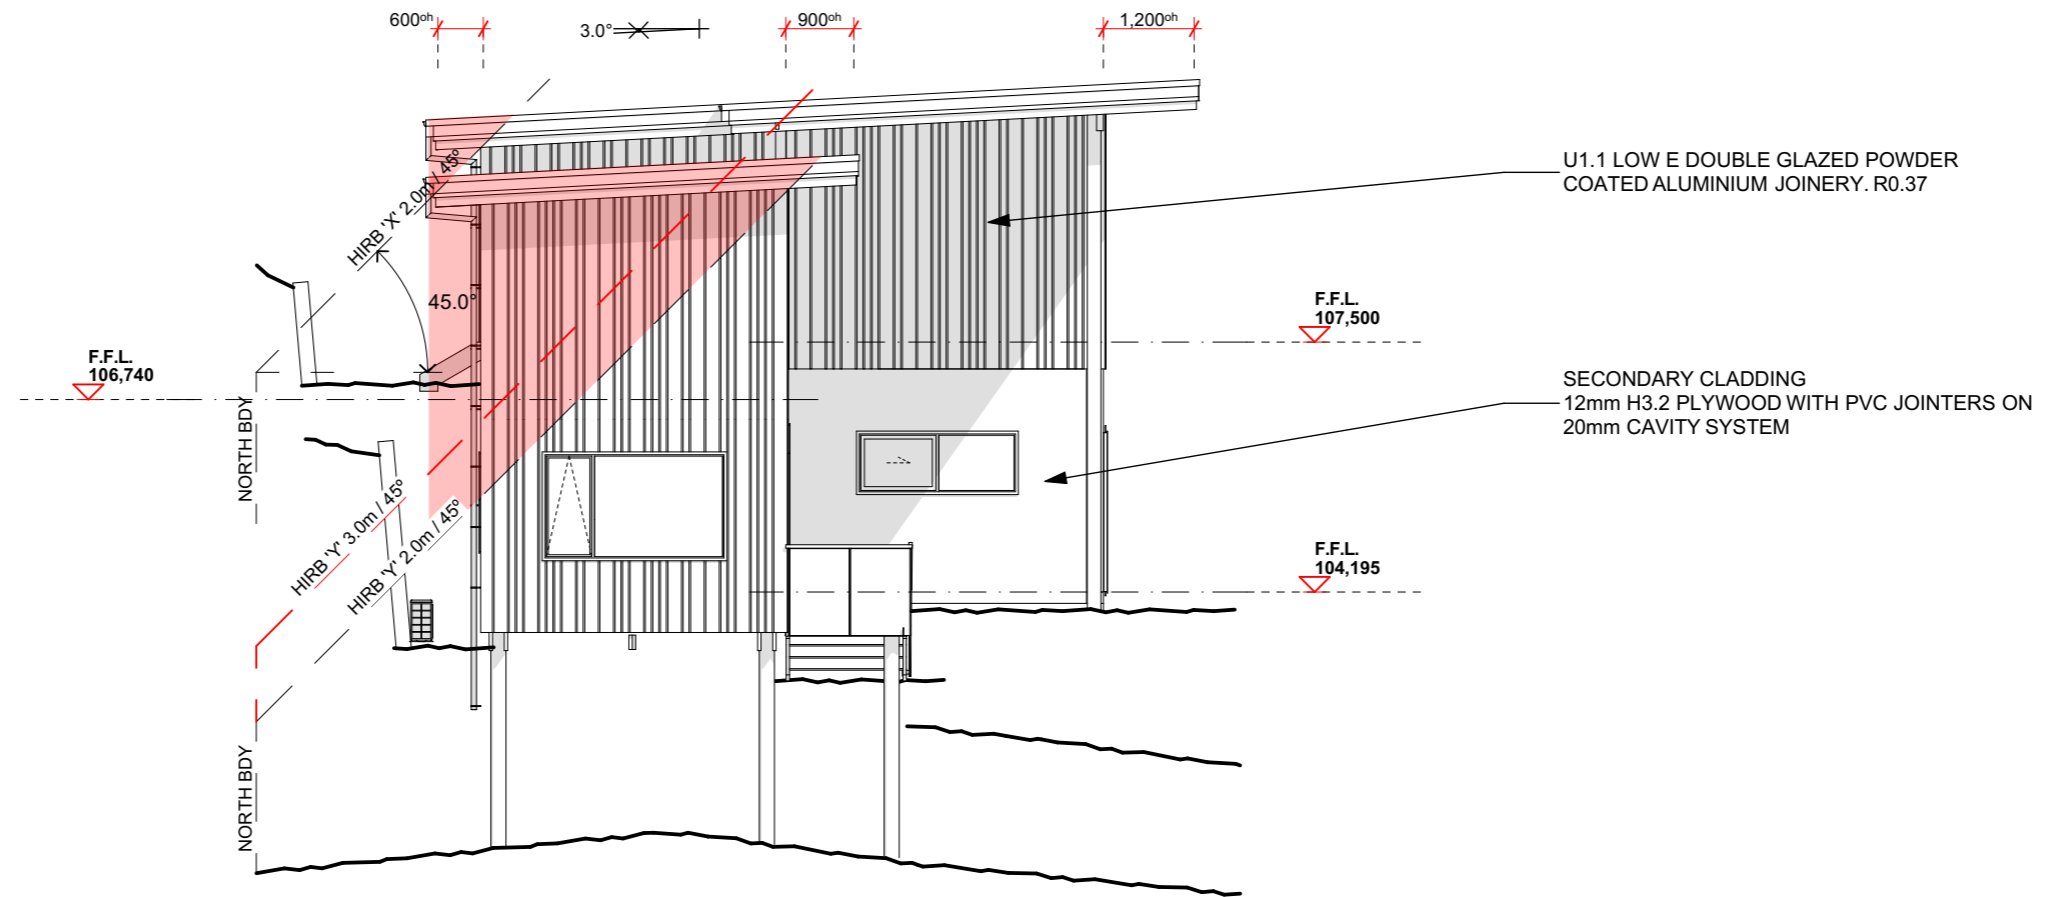 600oh
3.0°
900oh
1,200oh
U1.1 LOW E DOUBLE GLAZED POWDER
COATED ALUMINIUM JOINERY. R0.37
HIRB 'X' 2.0m / 45°
45.0°
F.F.L.
107,500
F.F.L.
106,740
SECONDARY CLADDING
12mm H3.2 PLYWOOD WITH PVC JOINTERS ON
20mm CAVITY SYSTEM
NORTH BDY
HIRB 'Y' 3.0m / 45°
HIRB 'Y' 2.0m / 45°
F.F.L.
104,195
NORTH BDY